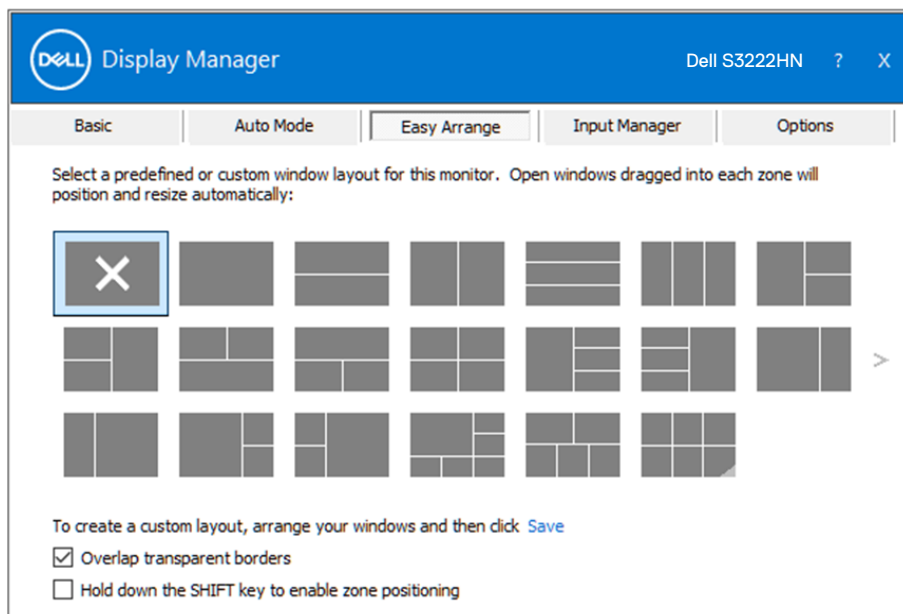 DELL Display Manager Dell S3222HN ? X
Basic Auto Mode Easy Arrange Input Manager Options
Select a predefined or custom window layout for this monitor. Open windows dragged into each zone will
position and resize automatically:
>
To create a custom layout, arrange your windows and then click Save
Overlap transparent borders
Hold down the SHIFT key to enable zone positioning